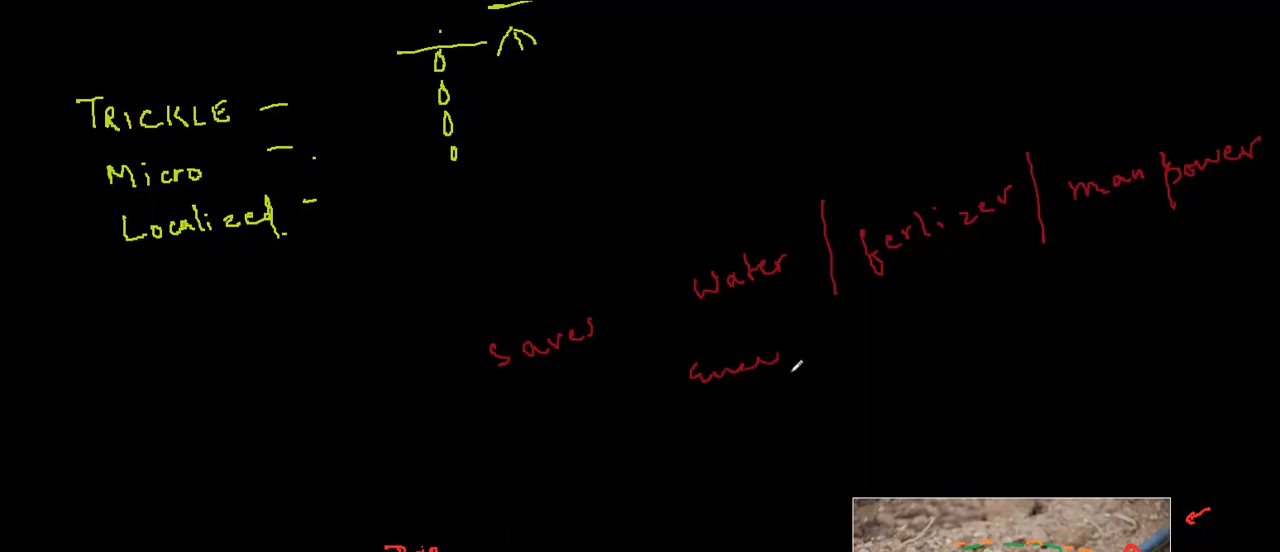 TRICKLE -
Micro -
Localized -
water | ferlizer | man power
saves